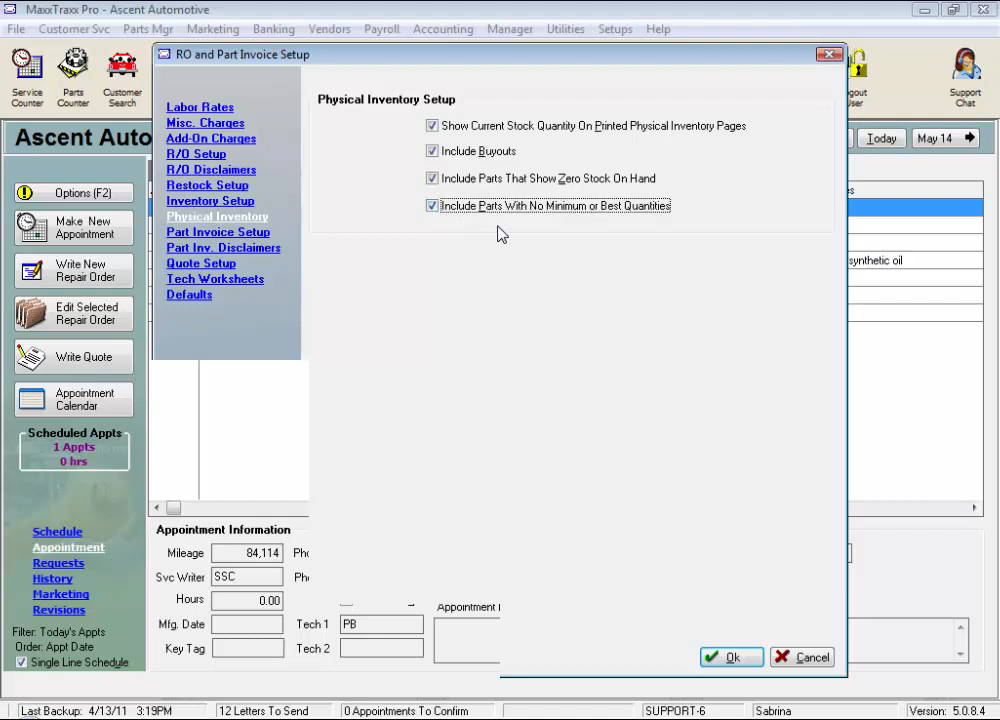 MaxxTraxx Pro - Ascent Automotive
File Customer Svc Parts Mgr Marketing Banking Vendors Payroll Accounting Manager Utilities Setups Help
Service Counter
Parts Counter
Customer Search
Support Chat
RO and Part Invoice Setup
Ascent Auto
Today
May 14
Options (F2)
Make New Appointment
Write New Repair Order
Edit Selected Repair Order
Write Quote
Appointment Calendar
Scheduled Appts
1 Appts
0 hrs
Schedule
Appointment
Requests
History
Marketing
Revisions
Filter: Today's Appts
Order: Appt Date
Single Line Schedule
Labor Rates
Misc. Charges
Add-On Charges
R/O Setup
R/O Disclaimers
Restock Setup
Inventory Setup
Physical Inventory
Part Invoice Setup
Part Inv. Disclaimers
Quote Setup
Tech Worksheets
Defaults
Physical Inventory Setup
Show Current Stock Quantity On Printed Physical Inventory Pages
Include Buyouts
Include Parts That Show Zero Stock On Hand
Include Parts With No Minimum or Best Quantities
synthetic oil
Appointment Information
Mileage 84,114 Pho
Svc Writer SSC Pho
Hours 0.00
Mfg. Date Tech 1 PB
Key Tag Tech 2
Appointment
Ok
Cancel
Last Backup: 4/13/11 3:19PM 12 Letters To Send 0 Appointments To Confirm SUPPORT-6 Sabrina Version: 5.0.8.4